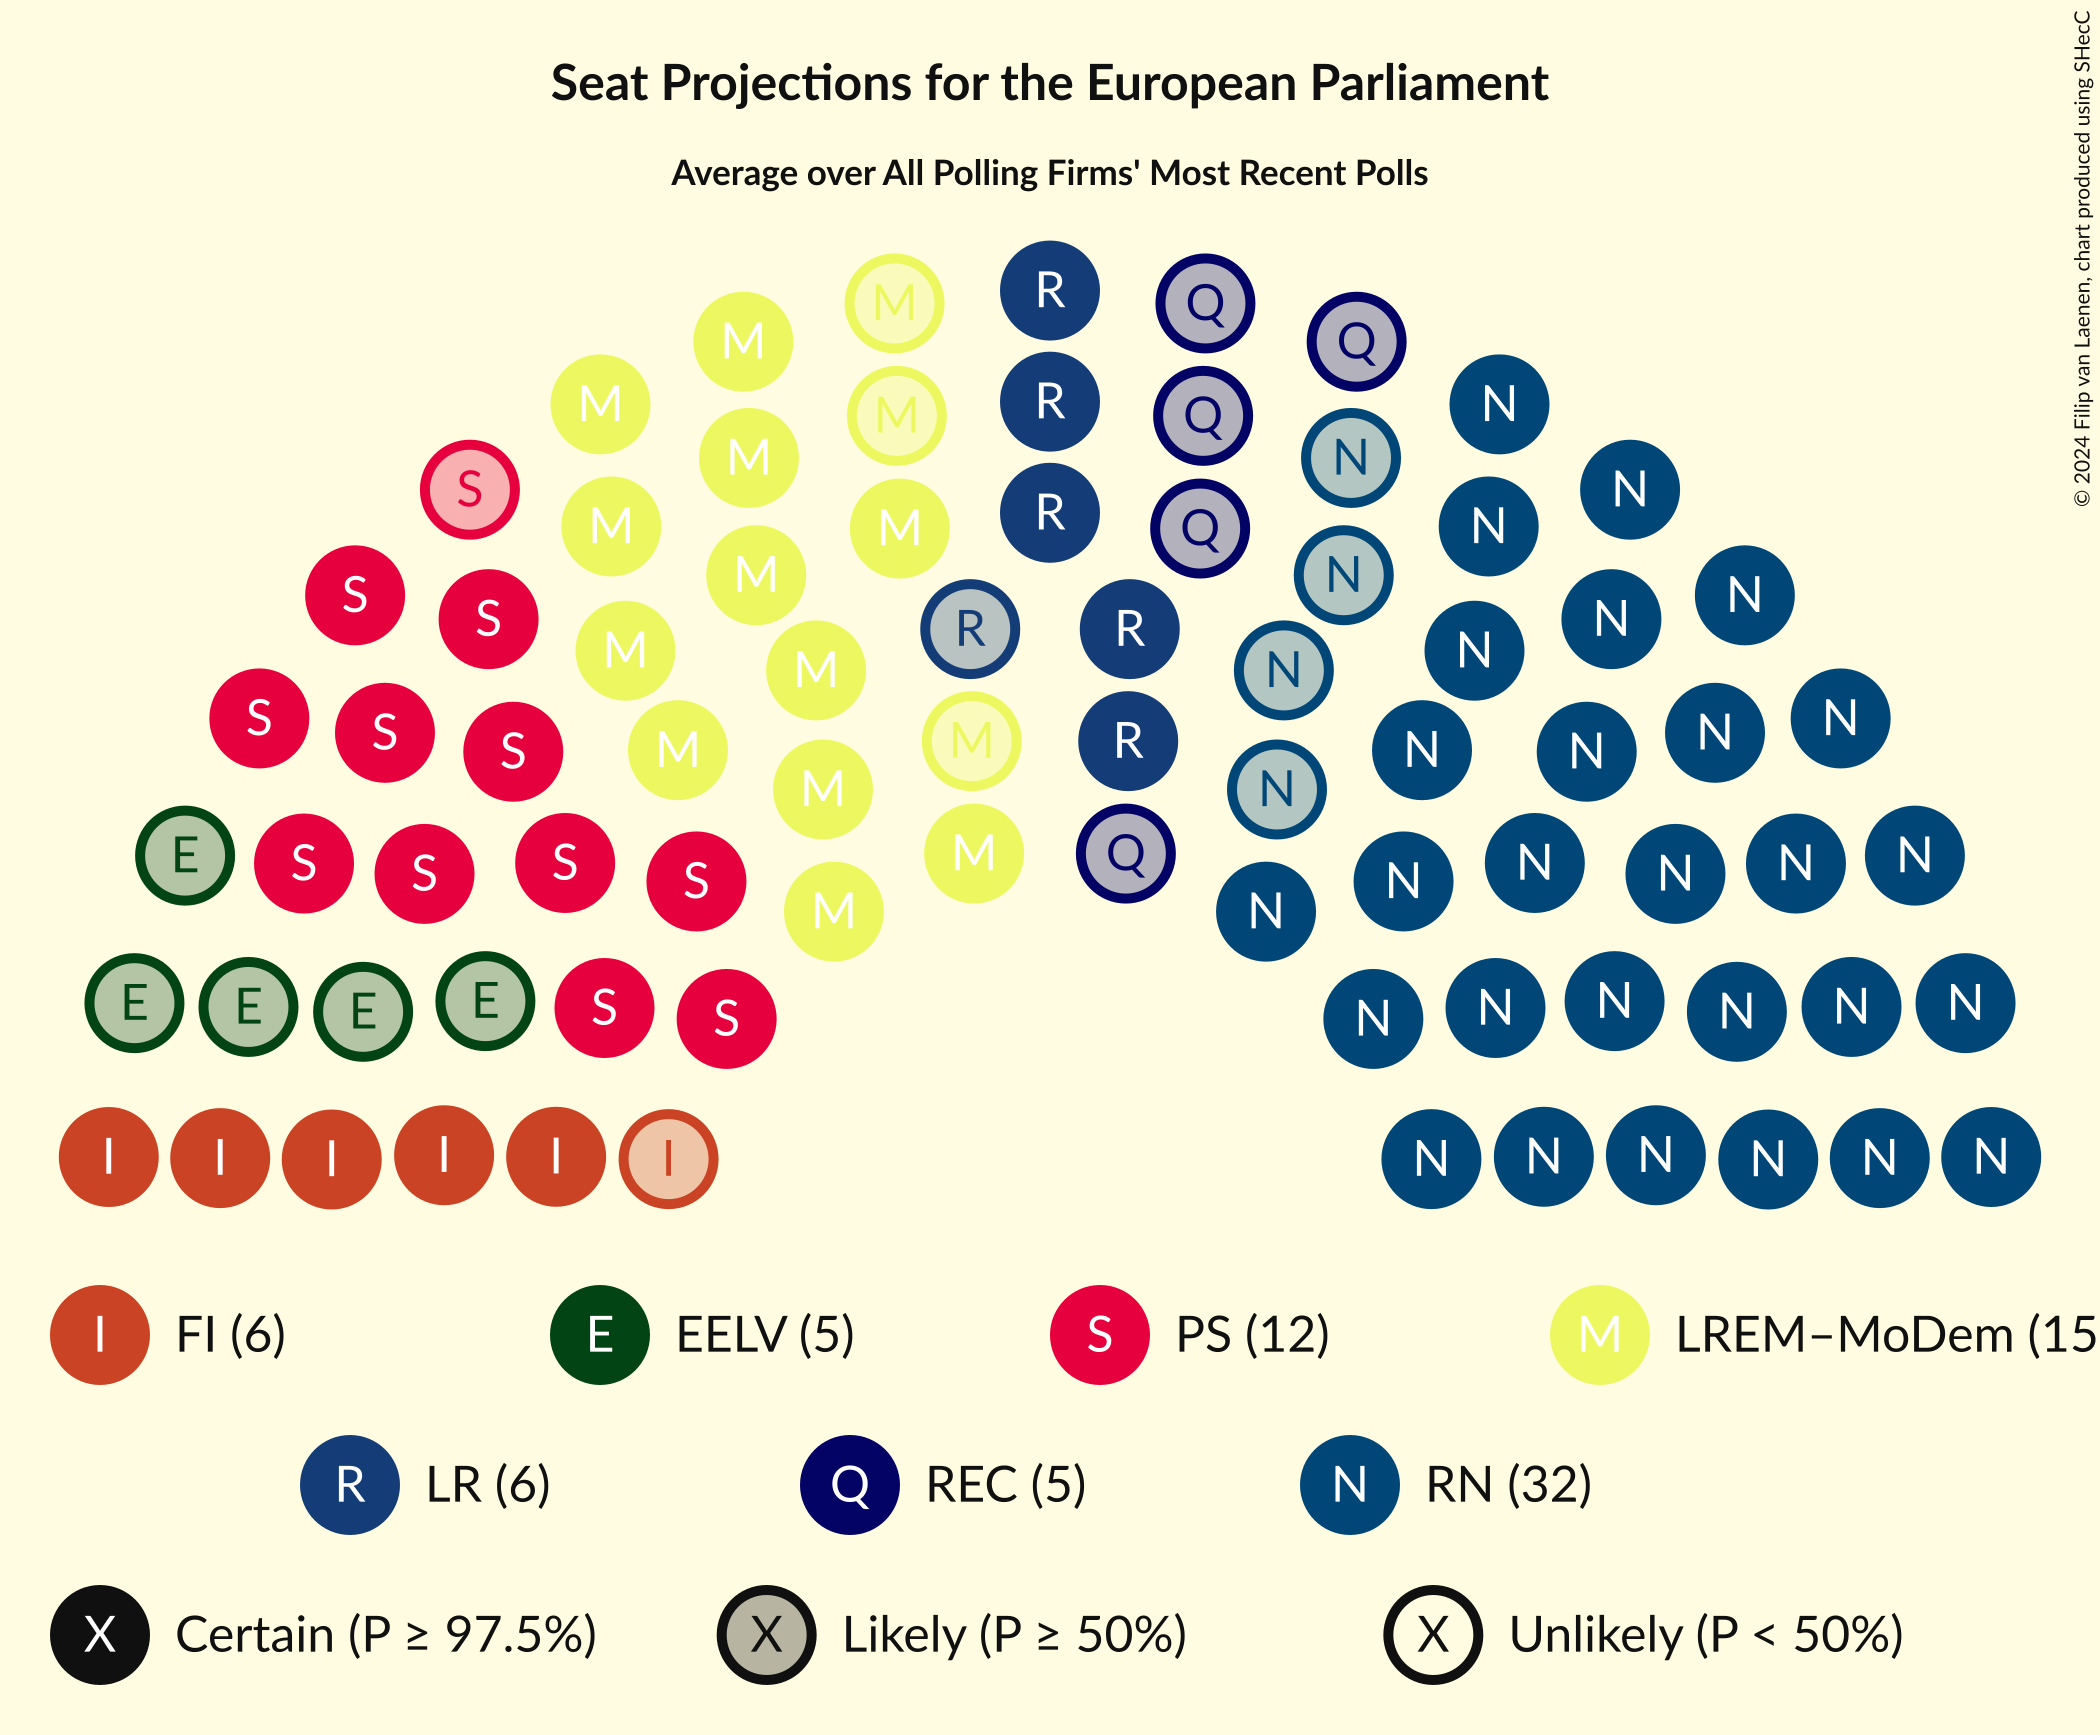 Seat Projections for the European Parliament
Average over All Polling Firms' Most Recent Polls
© 2024 Filip van Laenen, chart produced using SHecC
R
M Q
M Q
M N
R
M Q
S N
M N
R
M N
M Q
M N
M N
S N
S N
R R
M N
M N
S N
S N
M R
M N
S N
S N
M N
M Q
E N
S N
S N
S N
S N
M N
E E E E S S N N N N N N
I I I I I I N N N N N N
I FI (6) E EELV (5) S PS (12) M LREM–MoDem (15
R LR (6) Q REC (5) N RN (32)
X Certain (P ≥ 97.5%) X Likely (P ≥ 50%) X Unlikely (P < 50%)